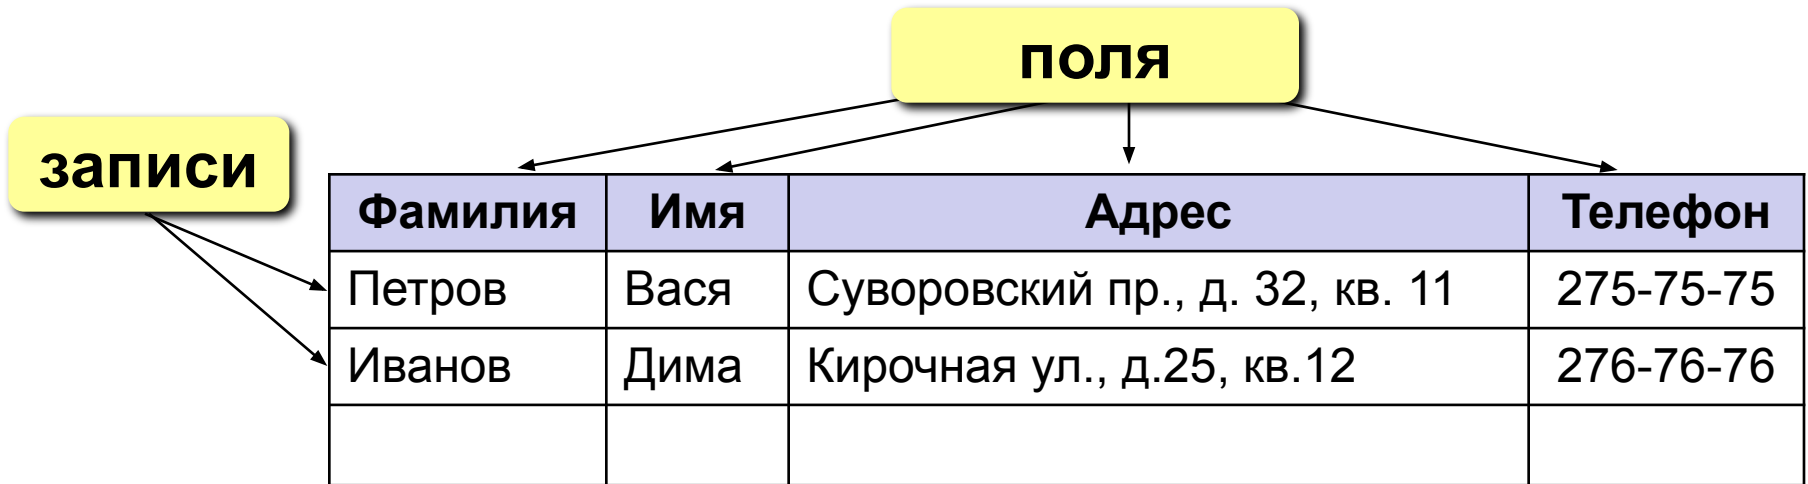 поля
записи
Фамилия Имя Адрес Телефон
Петров Вася Суворовский пр., д. 32, кв. 11 275-75-75
Иванов Дима Кирочная ул., д.25, кв.12 276-76-76